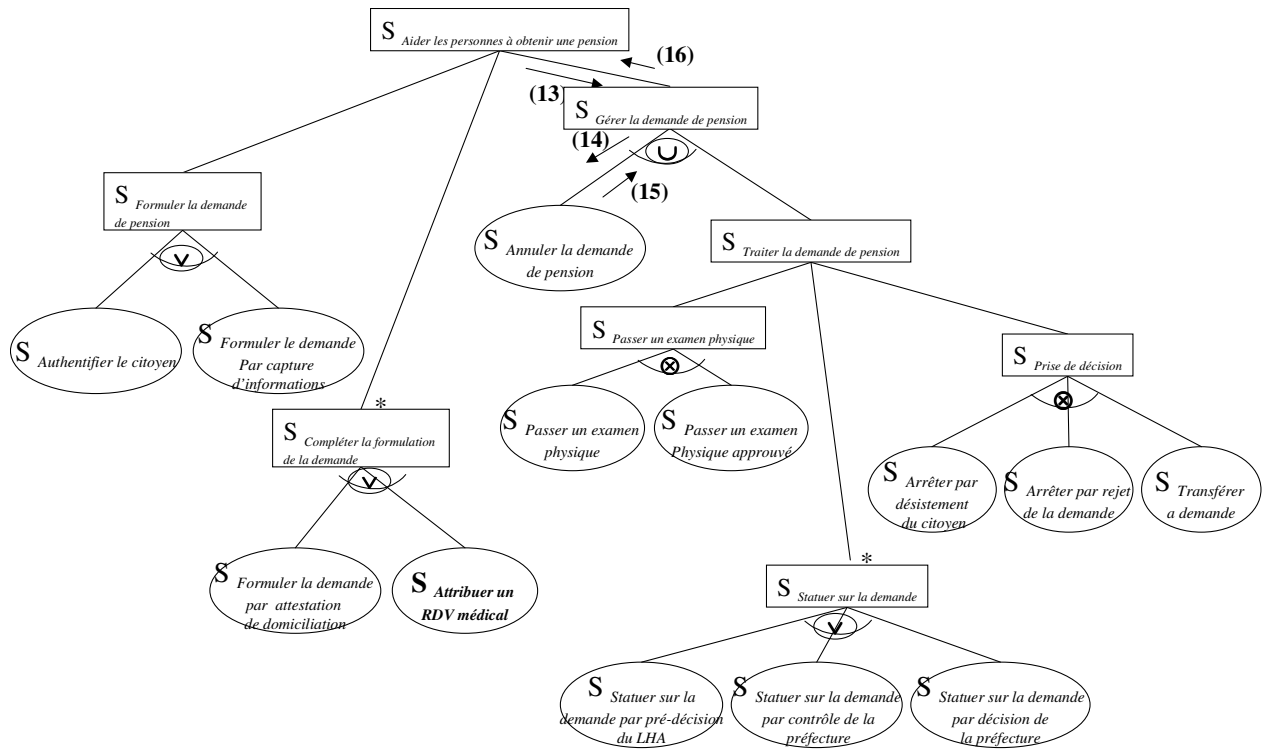 S Aider les personnes à obtenir une pension
(16)
(13)
S Gérer la demande de pension
(14)
∪
(15)
S Formuler la demande
de pension
v
S Annuler la demande
de pension
S Traiter la demande de pension
S Authentifier le citoyen
S Formuler le demande
Par capture
d'informations
S Passer un examen physique
⊗
S Prise de décision
⊗
*
S Compléter la formulation
de la demande
v
S Passer un examen
physique
S Passer un examen
Physique approuvé
S Arrêter par
désistement
du citoyen
S Arrêter par rejet
de la demande
S Transférer
a demande
S Formuler la demande
par attestation
de domiciliation
S Attribuer un
RDV médical
*
S Statuer sur la demande
v
S Statuer sur la
demande par pré-décision
du LHA
S Statuer sur la demande
par contrôle de la
préfecture
S Statuer sur la demande
par décision de
la préfecture